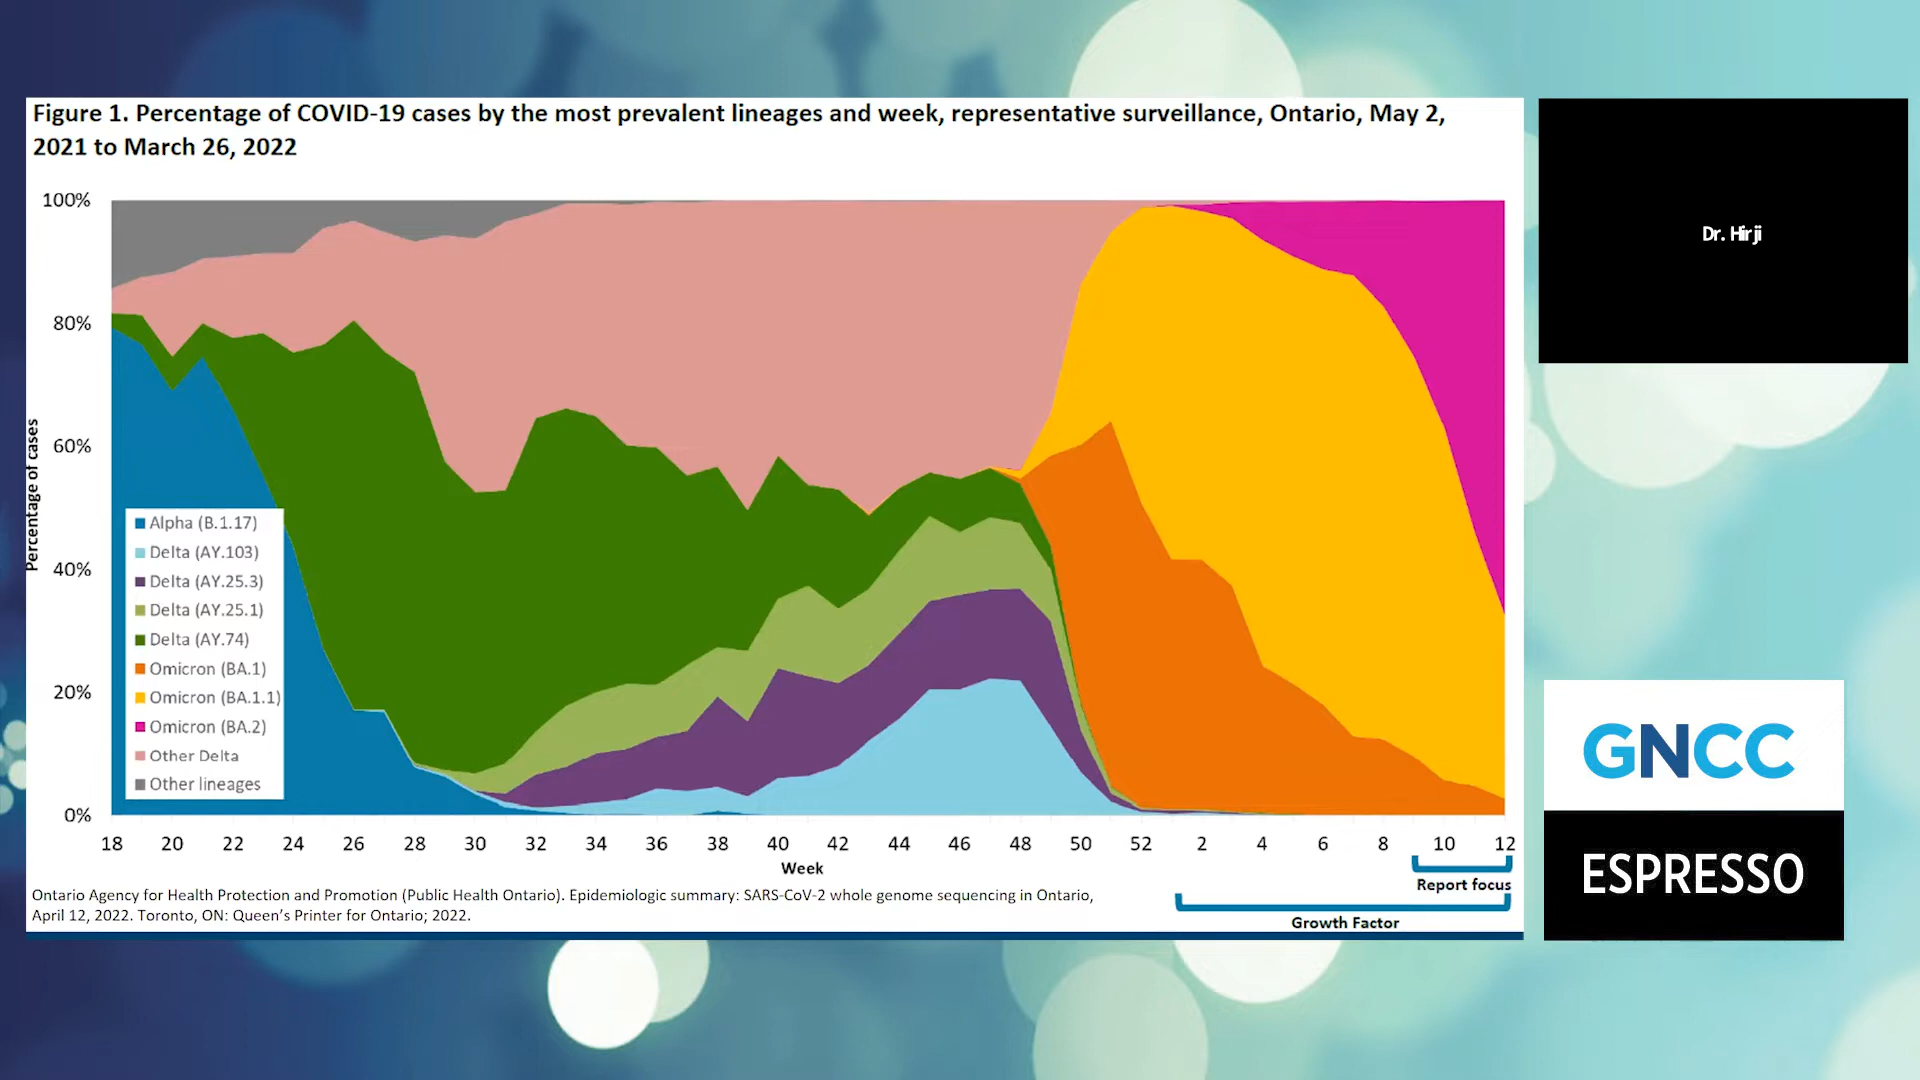 Figure 1. Percentage of COVID-19 cases by the most prevalent lineages and week, representative surveillance, Ontario, May 2,
2021 to March 26, 2022
100%
80%
60%
40%
20%
0%
Percentage of cases
Alpha (B.1.17)
Delta (AY.103)
Delta (AY.25.3)
Delta (AY.25.1)
Delta (AY.74)
Omicron (BA.1)
Omicron (BA.1.1)
Omicron (BA.2)
Other Delta
Other lineages
18 20 22 24 26 28 30 32 34 36 38 40 42 44 46 48 50 52 2 4 6 8 10 12
Week
Report focus
Growth Factor
Ontario Agency for Health Protection and Promotion (Public Health Ontario). Epidemiologic summary: SARS-CoV-2 whole genome sequencing in Ontario,
April 12, 2022. Toronto, ON: Queen's Printer for Ontario; 2022.
Dr. Hirji
GNCC
ESPRESSO